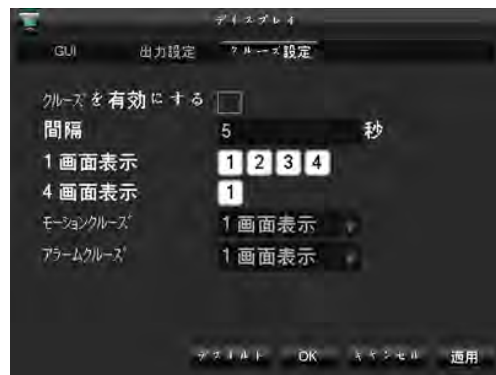 ディスプレイ
GUI 出力設定 クルーズ設定
クルーズを有効にする
間隔 5 秒
1 画面表示 1 2 3 4
4 画面表示 1
モーションクルーズ 1 画面表示
アラームクルーズ 1 画面表示
デフォルト OK キャンセル 適用